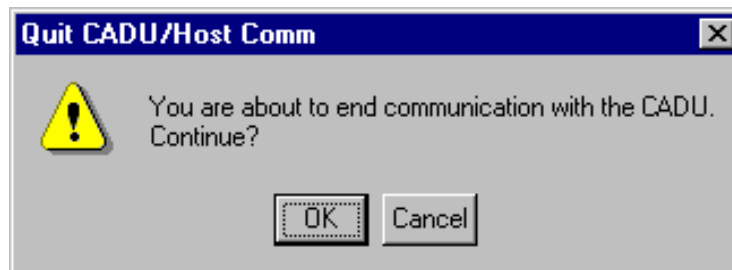 Quit CADU/Host Comm
You are about to end communication with the CADU.
Continue?
OK Cancel